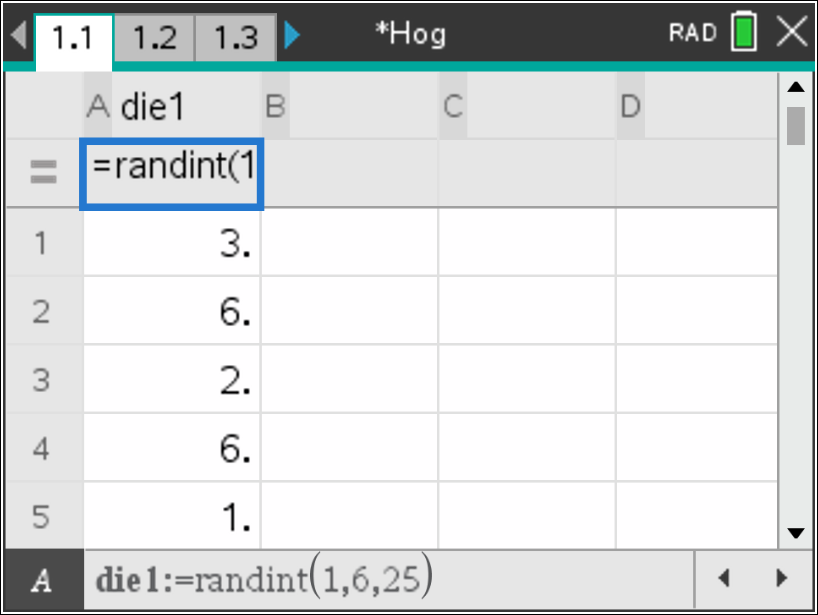 1.1 1.2 1.3 *Hog RAD
A die1 B C D
= =randint(1
1 3.
2 6.
3 2.
4 6.
5 1.
A die1:=randint(1,6,25)